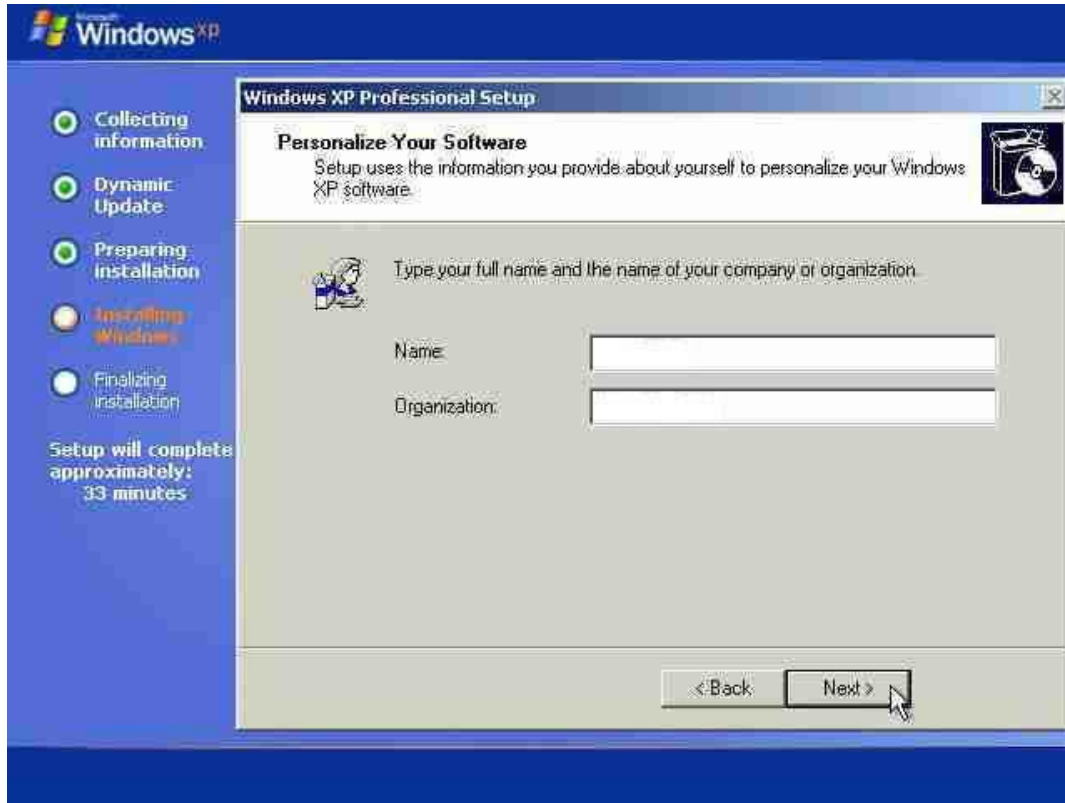 Microsoft
Windows xp
Collecting
information
Dynamic
Update
Preparing
installation
Installing
Windows
Finalizing
installation
Setup will complete
approximately:
33 minutes
Windows XP Professional Setup
Personalize Your Software
Setup uses the information you provide about yourself to personalize your Windows
XP software.
Type your full name and the name of your company or organization.
Name:
Organization:
< Back
Next >